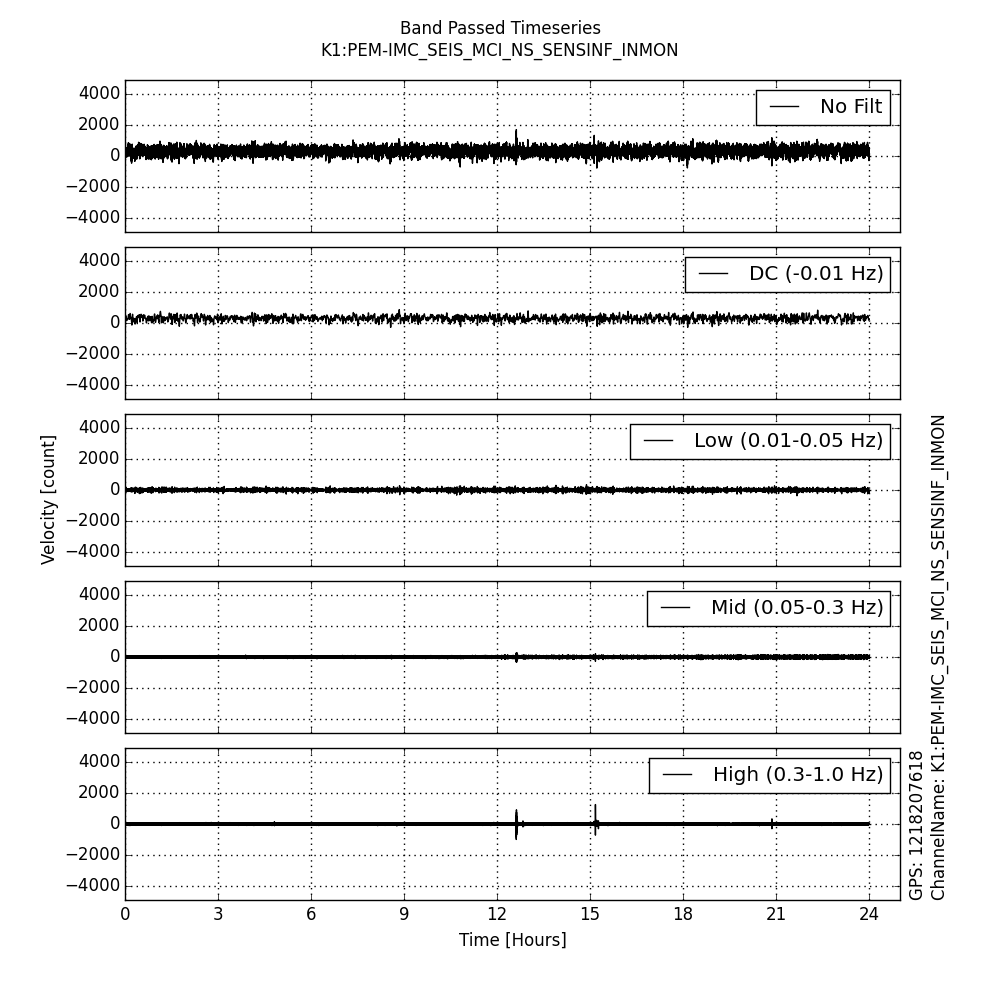 Band Passed Timeseries
K1:PEM-IMC_SEIS_MCI_NS_SENSINF_INMON
4000
2000
0
−2000
−4000
No Filt
4000
2000
0
−2000
−4000
DC (-0.01 Hz)
4000
2000
0
−2000
−4000
Low (0.01-0.05 Hz)
4000
2000
0
−2000
−4000
Mid (0.05-0.3 Hz)
4000
2000
0
−2000
−4000
High (0.3-1.0 Hz)
0 3 6 9 12 15 18 21 24
Time [Hours]
Velocity [count]
GPS: 1218207618
ChannelName: K1:PEM-IMC_SEIS_MCI_NS_SENSINF_INMON